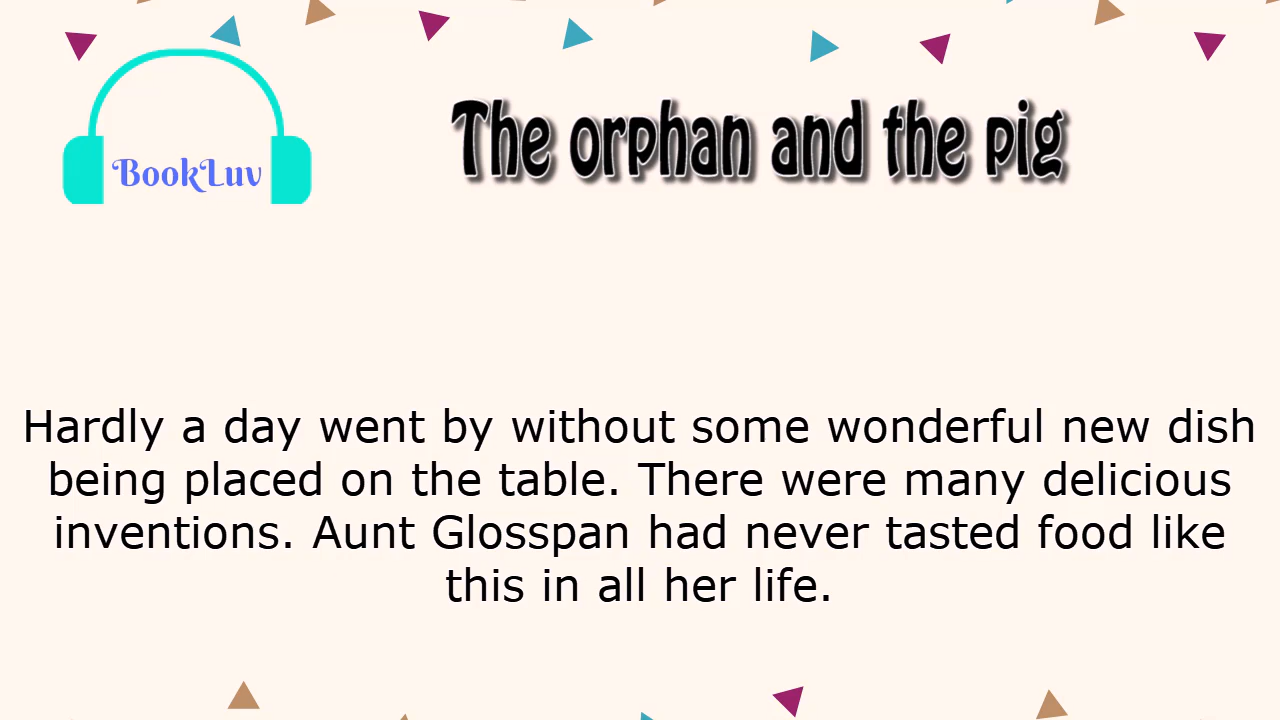 BookLuv
The orphan and the pig
Hardly a day went by without some wonderful new dish
being placed on the table. There were many delicious
inventions. Aunt Glosspan had never tasted food like
this in all her life.